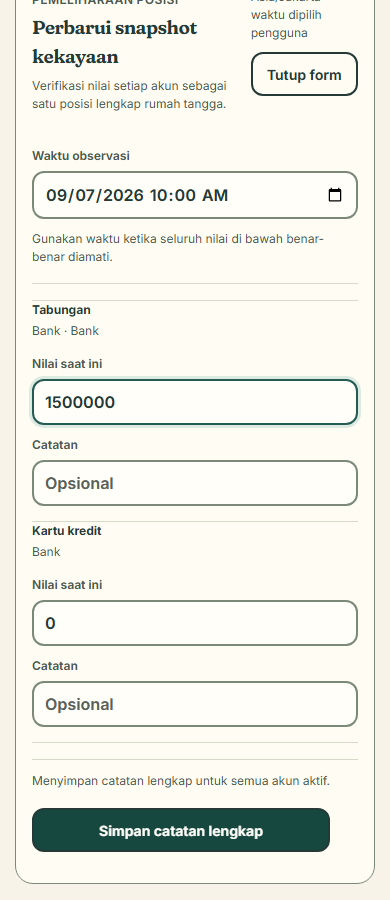 Perbarui snapshot
kekayaan
Verifikasi nilai setiap akun sebagai
satu posisi lengkap rumah tangga.
waktu dipilih
pengguna
Tutup form
Waktu observasi
09/07/2026 10:00 AM
Gunakan waktu ketika seluruh nilai di bawah benar-
benar diamati.
Tabungan
Bank · Bank
Nilai saat ini
1500000
Catatan
Opsional
Kartu kredit
Bank
Nilai saat ini
0
Catatan
Opsional
Menyimpan catatan lengkap untuk semua akun aktif.
Simpan catatan lengkap